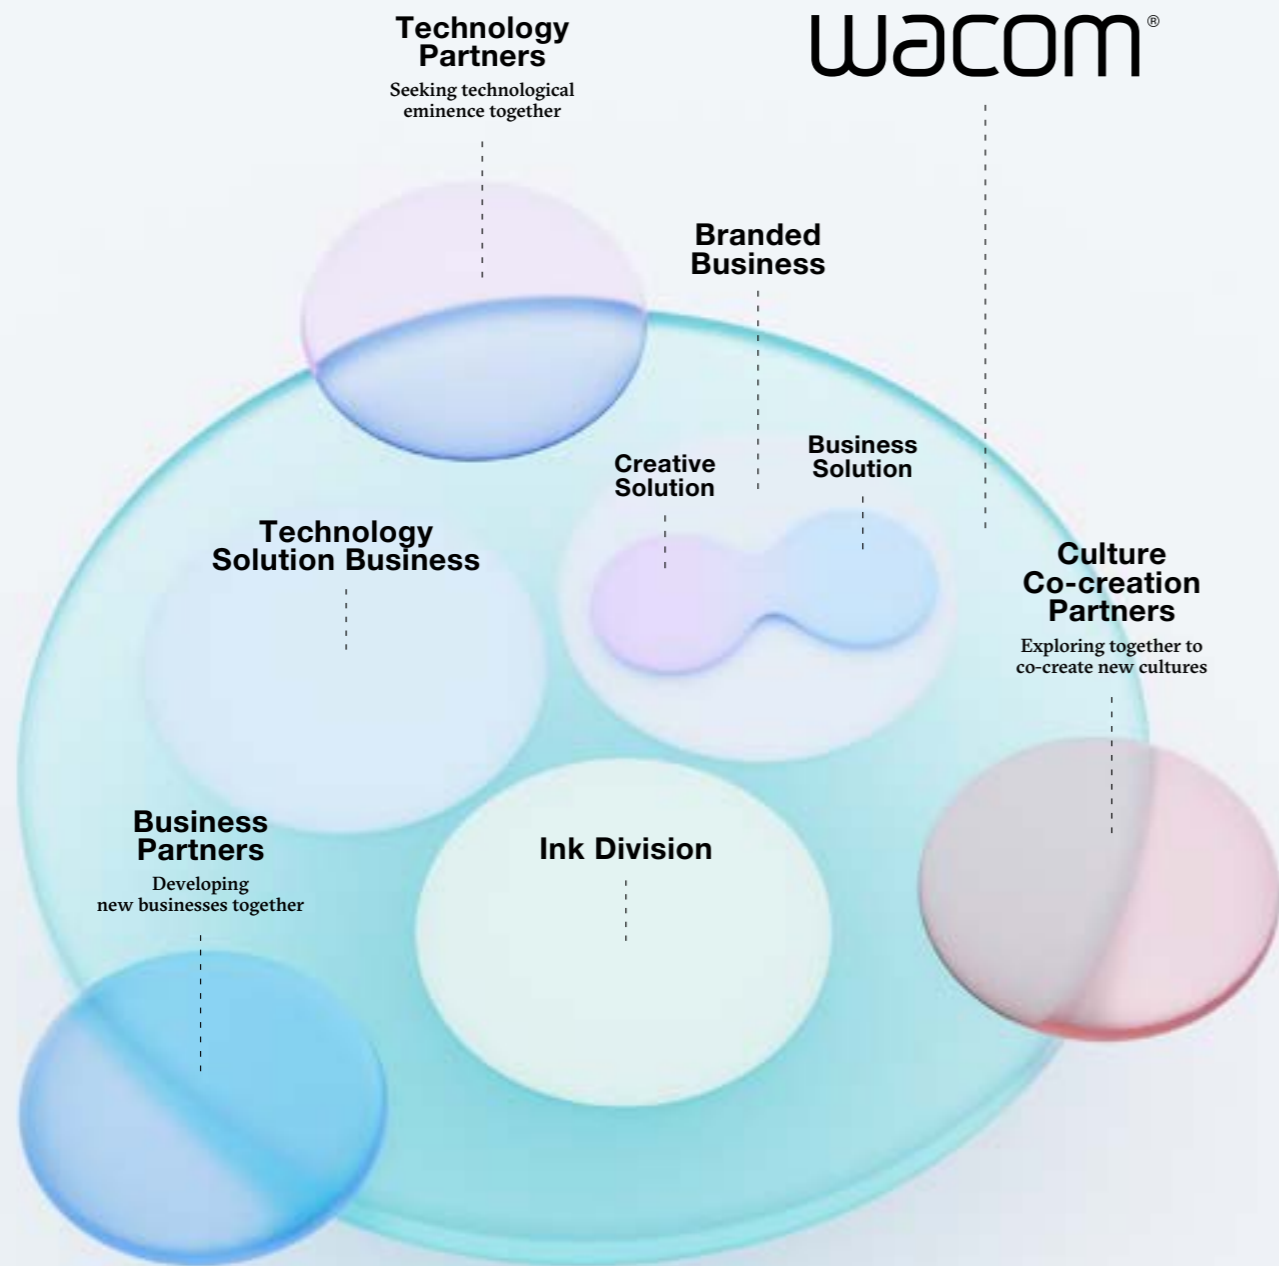 Technology
Partners
Seeking technological
eminence together
wacom®
Branded
Business
Creative
Solution
Business
Solution
Technology
Solution Business
Culture
Co-creation
Partners
Exploring together to
co-create new cultures
Business
Partners
Developing
new businesses together
Ink Division